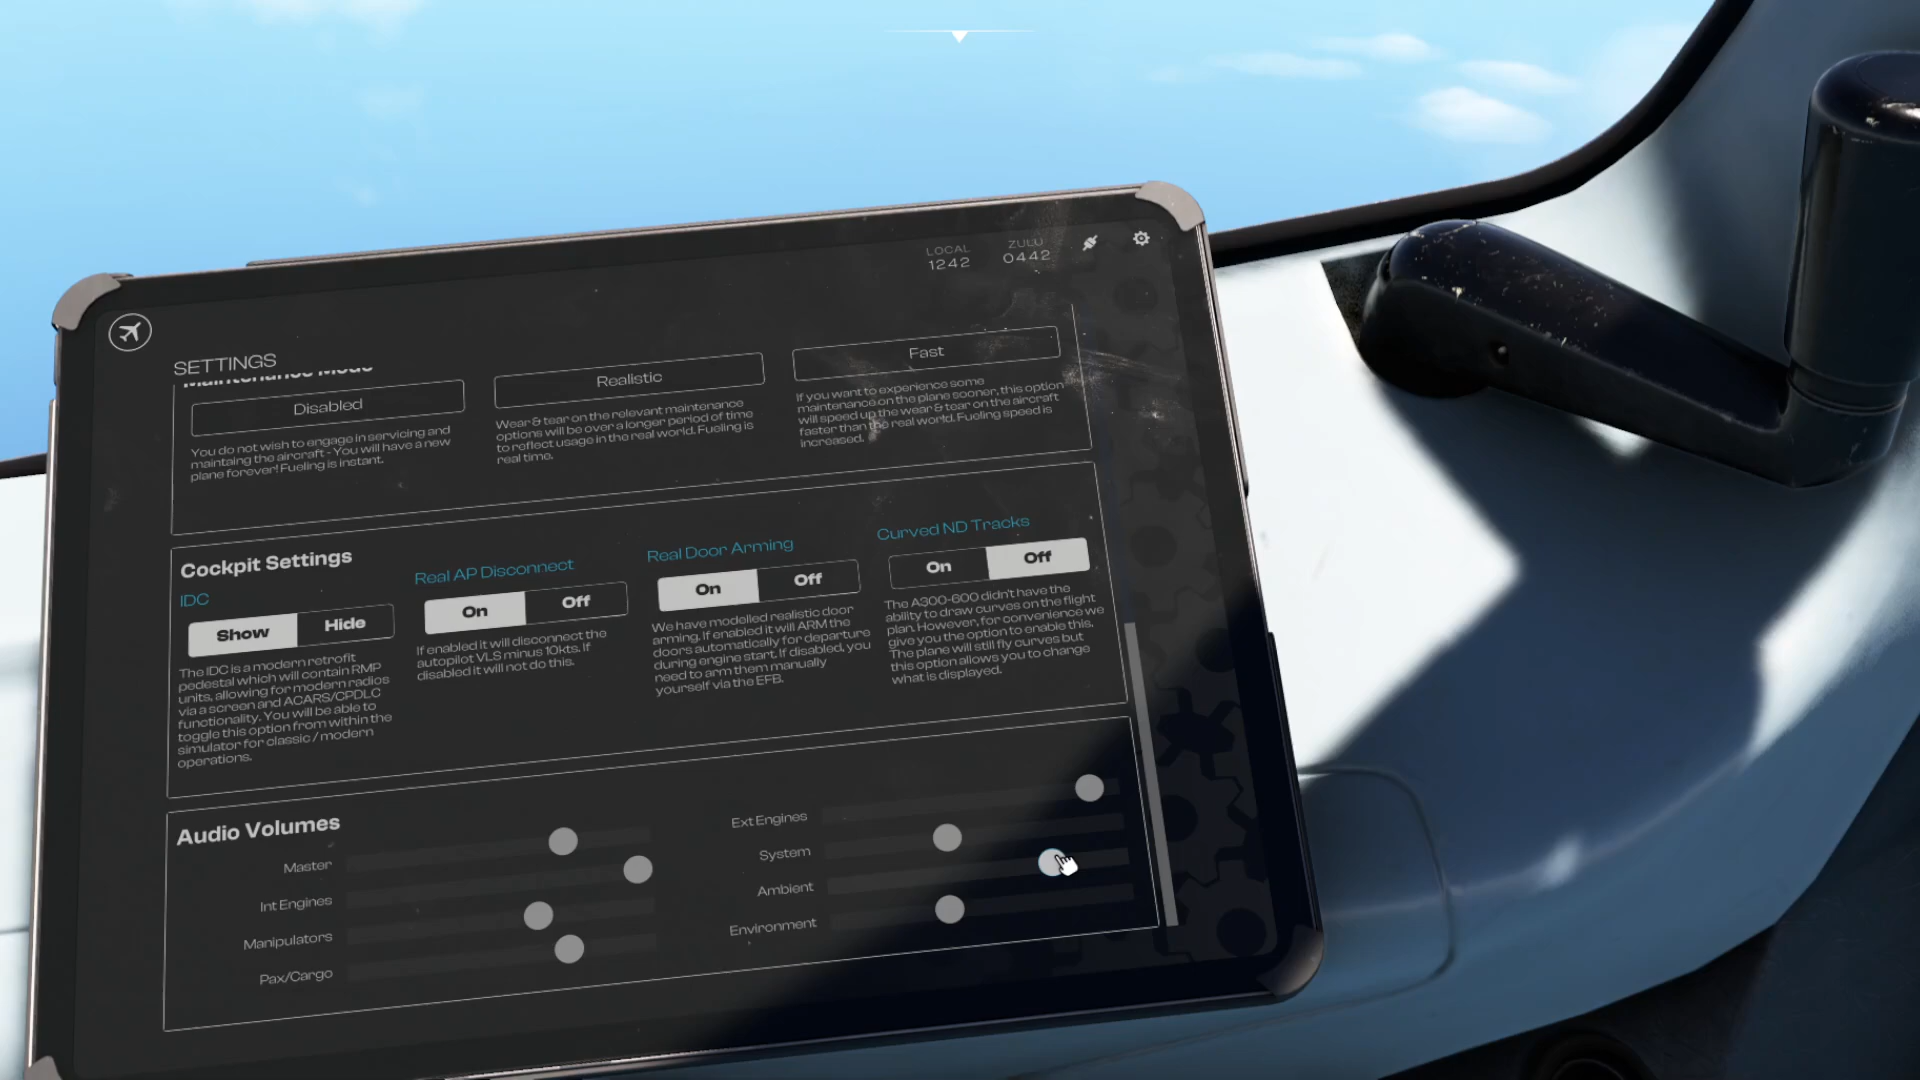 LOCAL
1242
ZULU
0442
SETTINGS
Maintenance Mode
Disabled
You do not wish to engage in servicing and
maintaing the aircraft - You will have a new
plane forever! Fueling is instant.
Realistic
Wear & tear on the relevant maintenance
options will be over a longer period of time
to reflect usage in the real world. Fueling is
real time.
Fast
If you want to experience some
maintenance on the plane sooner, this option
will speed up the wear & tear on the aircraft
faster than the real world. Fueling speed is
increased.
Cockpit Settings
IDC
Show
Hide
The IDC is a modern retrofit
pedestal which will contain RMP
units, allowing for modern radios
via a screen and ACARS/CPDLC
functionality. You will be able to
toggle this option from within the
simulator for classic / modern
operations.
Real AP Disconnect
On
Off
If enabled it will disconnect the
autopilot VLS minus 10kts. If
disabled it will not do this.
Real Door Arming
On
Off
We have modelled realistic door
arming. If enabled it will ARM the
doors automatically for departure
during engine start. If disabled, you
need to arm them manually
yourself via the EFB.
Curved ND Tracks
On
Off
The A300-600 didn't have the
ability to draw curves on the flight
plan. However, for convenience we
give you the option to enable this.
The plane will still fly curves but
this option allows you to change
what is displayed.
Audio Volumes
Master
Int Engines
Manipulators
Pax/Cargo
Ext Engines
System
Ambient
Environment